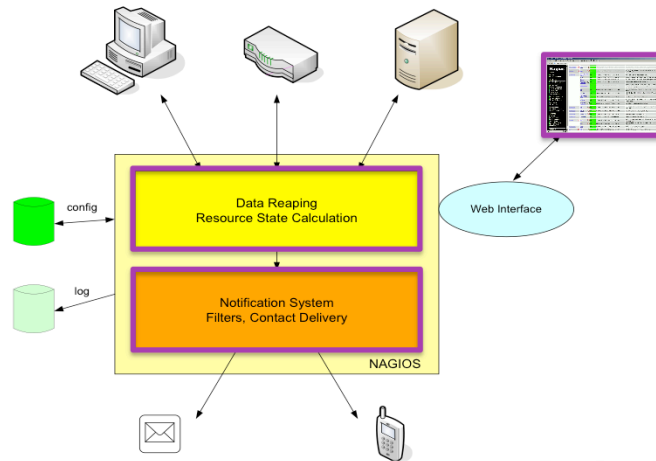 config
Data Reaping
Resource State Calculation
Web Interface
log
Notification System
Filters, Contact Delivery
NAGIOS